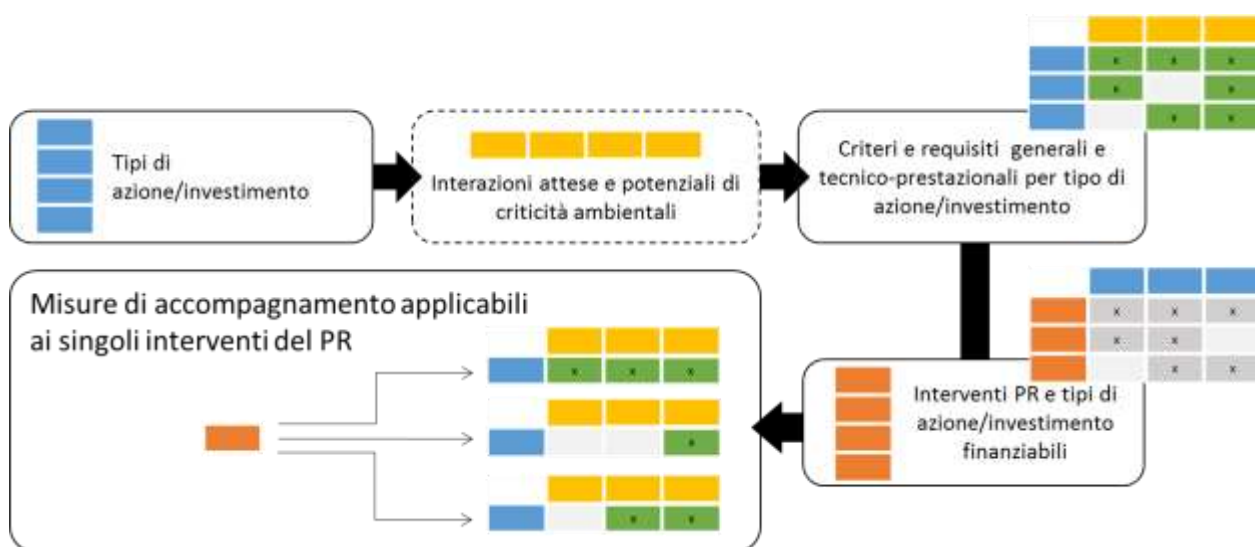 x x x
x x
x x
Tipi di
azione/investimento
Interazioni attese e potenziali di
criticità ambientali
Criteri e requisiti generali e
tecnico-prestazionali per tipo di
azione/investimento
x x x
x x
x x
Interventi PR e tipi di
azione/investimento
finanziabili
Misure di accompagnamento applicabili
ai singoli interventi del PR
x x x
x
x x